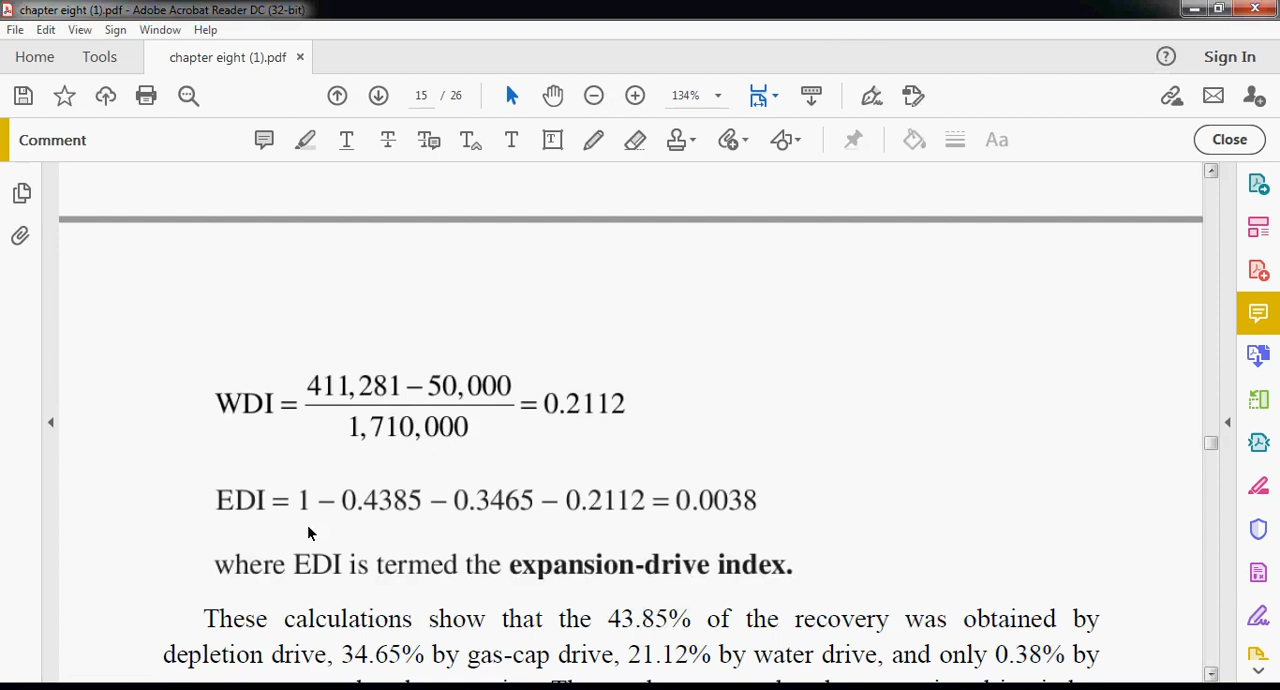 chapter eight (1).pdf - Adobe Acrobat Reader DC (32-bit)
File Edit View Sign Window Help
Home Tools chapter eight (1).pdf × Sign In
15 / 26 134%
Comment Close
WDI = 411,281 − 50,000 / 1,710,000 = 0.2112
EDI = 1 − 0.4385 − 0.3465 − 0.2112 = 0.0038
where EDI is termed the expansion-drive index.
These calculations show that the 43.85% of the recovery was obtained by
depletion drive, 34.65% by gas-cap drive, 21.12% by water drive, and only 0.38% by